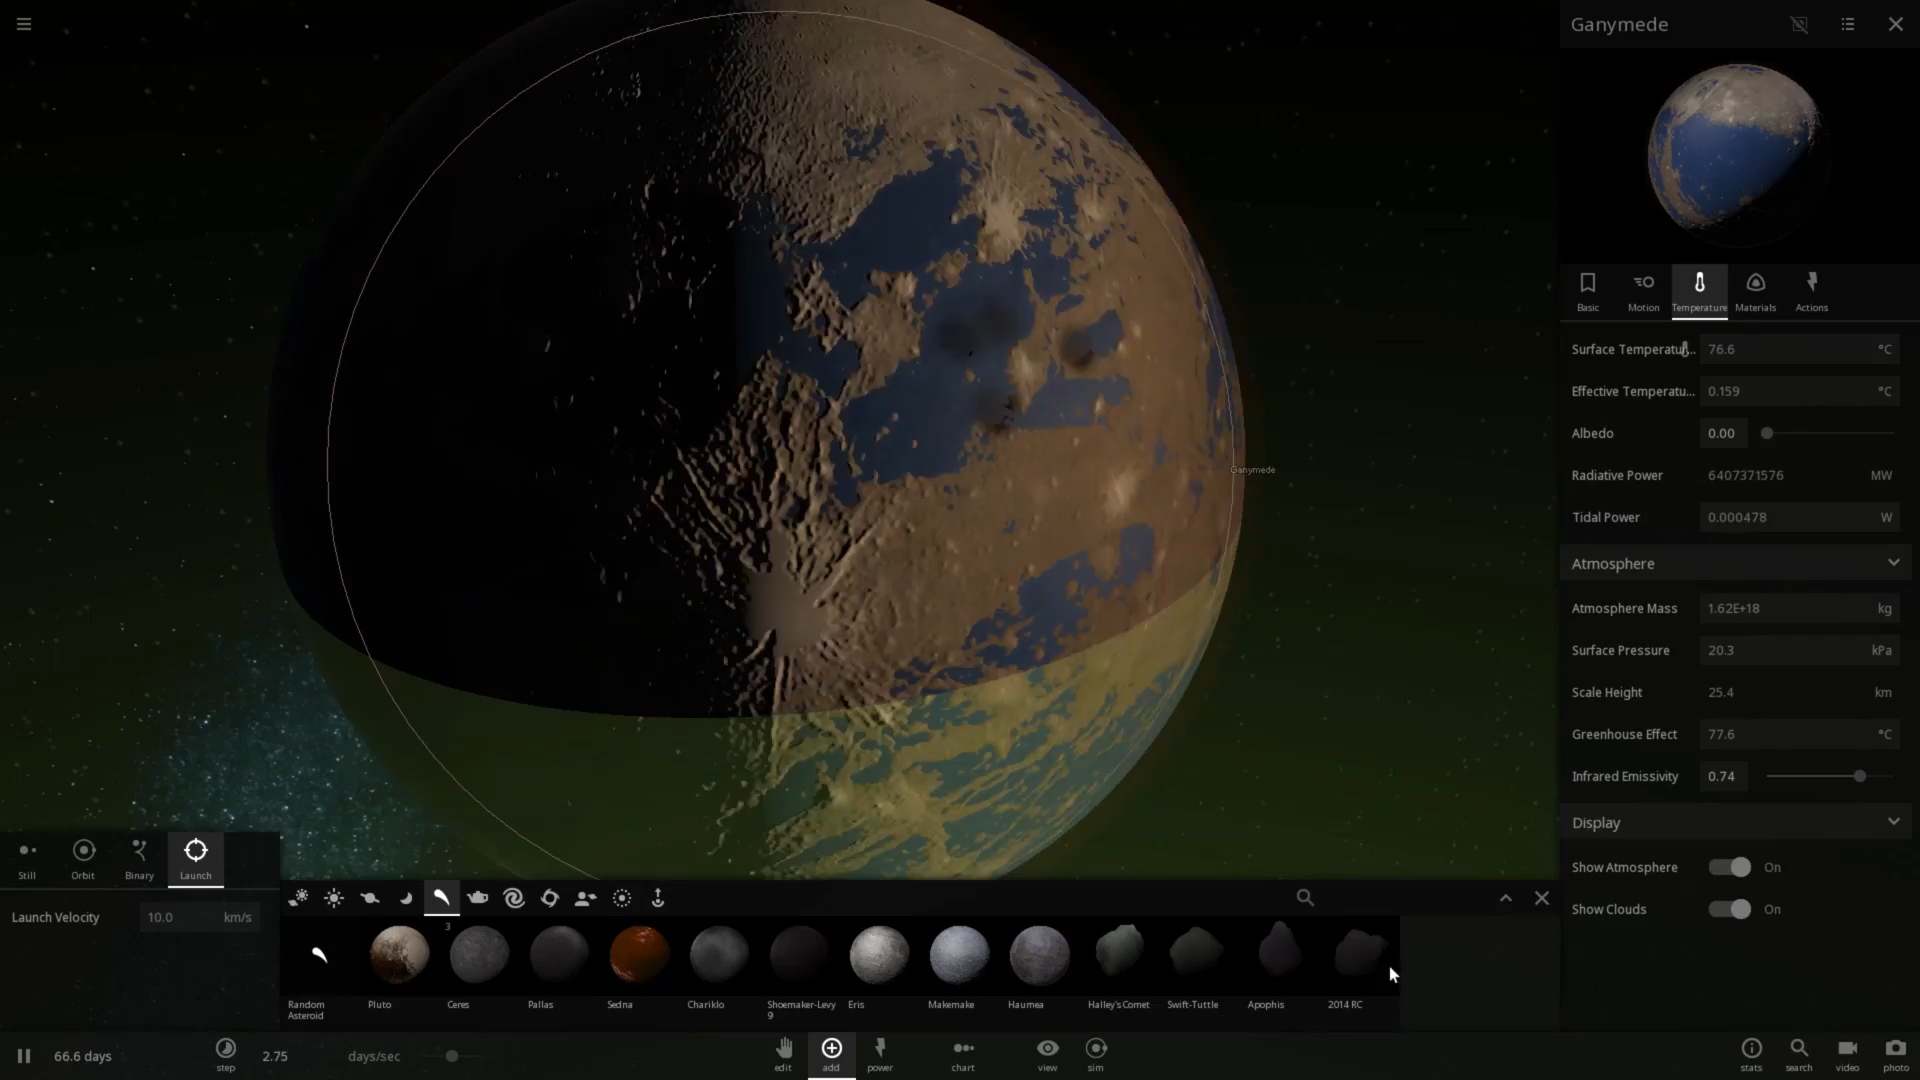 Ganymede
Basic
Motion
Temperature
Materials
Actions
Surface Temperatu... 76.6 °C
Effective Temperatu... 0.159 °C
Albedo 0.00
Radiative Power 6407371576 MW
Tidal Power 0.000478 W
Atmosphere
Atmosphere Mass 1.62E+18 kg
Surface Pressure 20.3 kPa
Scale Height 25.4 km
Greenhouse Effect 77.6 °C
Infrared Emissivity 0.74
Display
Show Atmosphere On
Show Clouds On
Ganymede
Still
Orbit
Binary
Launch
Launch Velocity 10.0 km/s
3
Random Asteroid
Pluto
Ceres
Pallas
Sedna
Chariklo
Shoemaker-Levy 9
Eris
Makemake
Haumea
Halley's Comet
Swift-Tuttle
Apophis
2014 RC
66.6 days
step
2.75 days/sec
edit
add
power
chart
view
sim
stats
search
video
photo